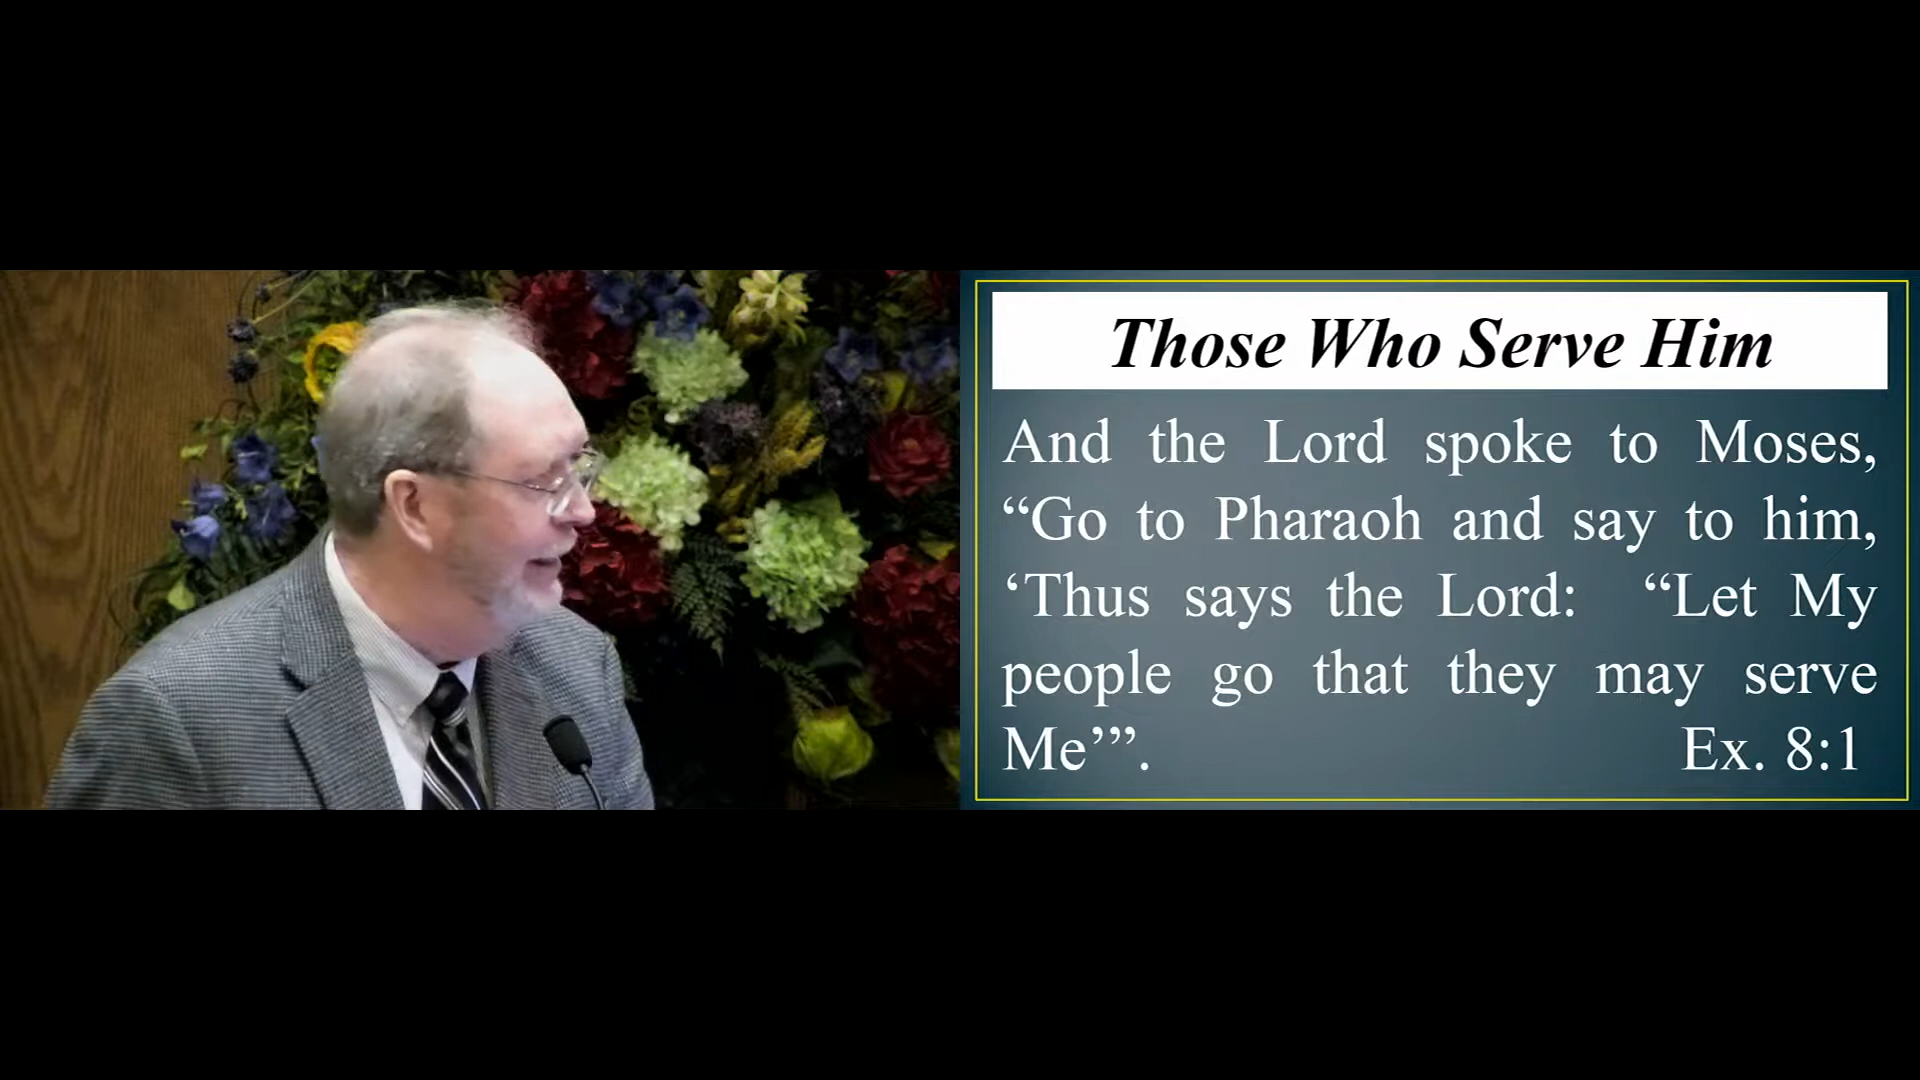 Those Who Serve Him
And the Lord spoke to Moses,
“Go to Pharaoh and say to him,
‘Thus says the Lord: “Let My
people go that they may serve
Me’”. Ex. 8:1